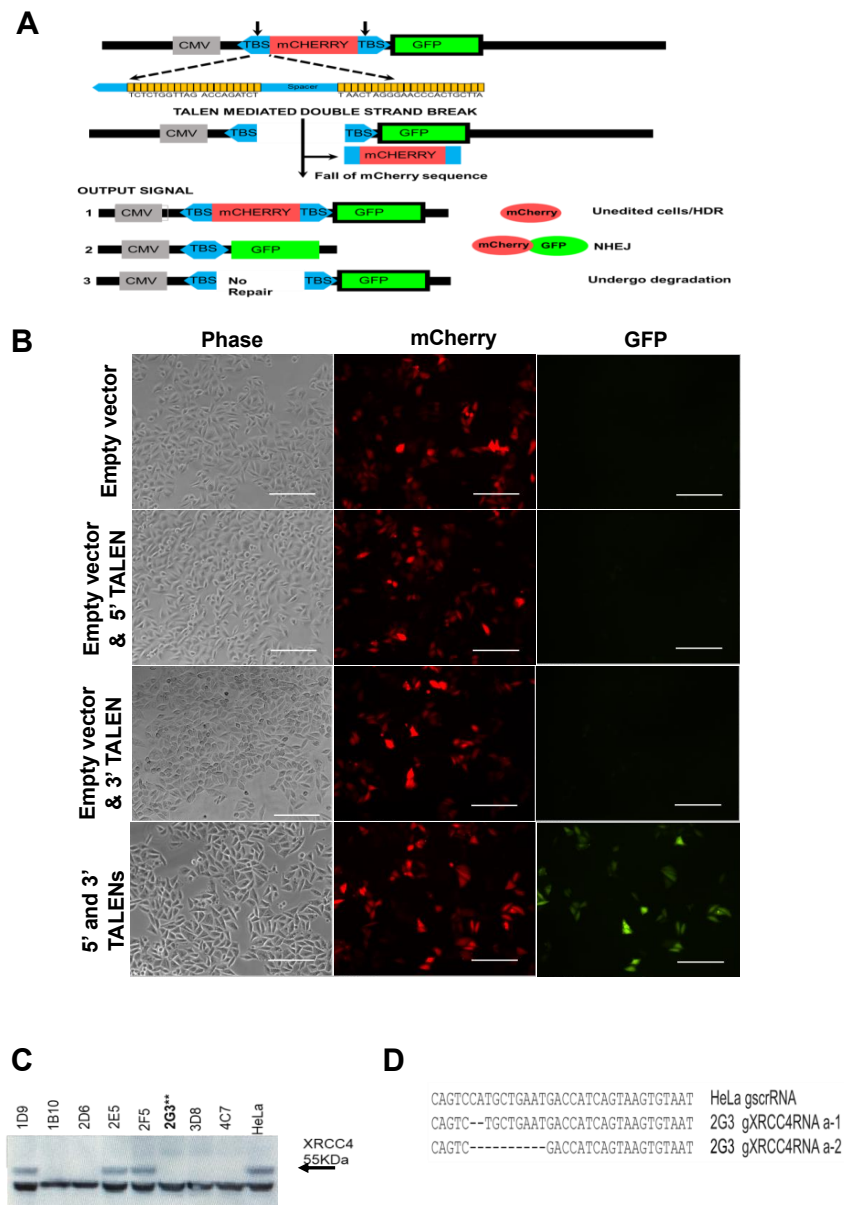 A
CMV TBS mCHERRY TBS GFP
Spacer
TCTCTGGTTAG ACCAGATCT T AACT AGGGAACCCACTGCTTA
TALEN MEDIATED DOUBLE STRAND BREAK
CMV TBS TBS GFP
mCHERRY
Fall of mCherry sequence
OUTPUT SIGNAL
1 CMV TBS mCHERRY TBS GFP mCherry Unedited cells/HDR
2 CMV TBS GFP mCherry GFP NHEJ
3 CMV TBS No TBS GFP Undergo degradation
Repair
B
Phase mCherry GFP
Empty vector
Empty vector
& 5' TALEN
Empty vector
& 3' TALEN
5' and 3'
TALENs
C
1D9 1B10 2D6 2E5 2F5 2G3** 3D8 4C7 HeLa
XRCC4
55KDa
D
CAGTCCATGCTGAATGACCATCAGTAAGTGTAAT HeLa gscrRNA
CAGTC--TGCTGAATGACCATCAGTAAGTGTAAT 2G3 gXRCC4RNA a-1
CAGTC----------GACCATCAGTAAGTGTAAT 2G3 gXRCC4RNA a-2